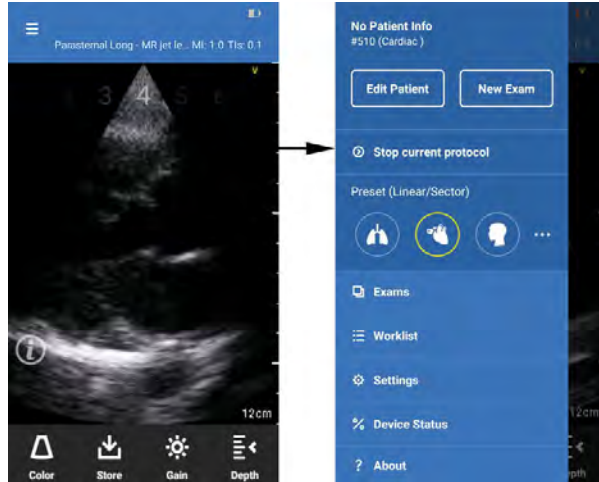 Parasternal Long - MR jet le... MI: 1.0 TIs: 0.1
V
3 4 5 6
i
12cm
Color Store Gain Depth
No Patient Info
#510 (Cardiac )
Edit Patient New Exam
Stop current protocol
Preset (Linear/Sector)
...
Exams
Worklist
Settings
Device Status
? About
V
12cm
pth